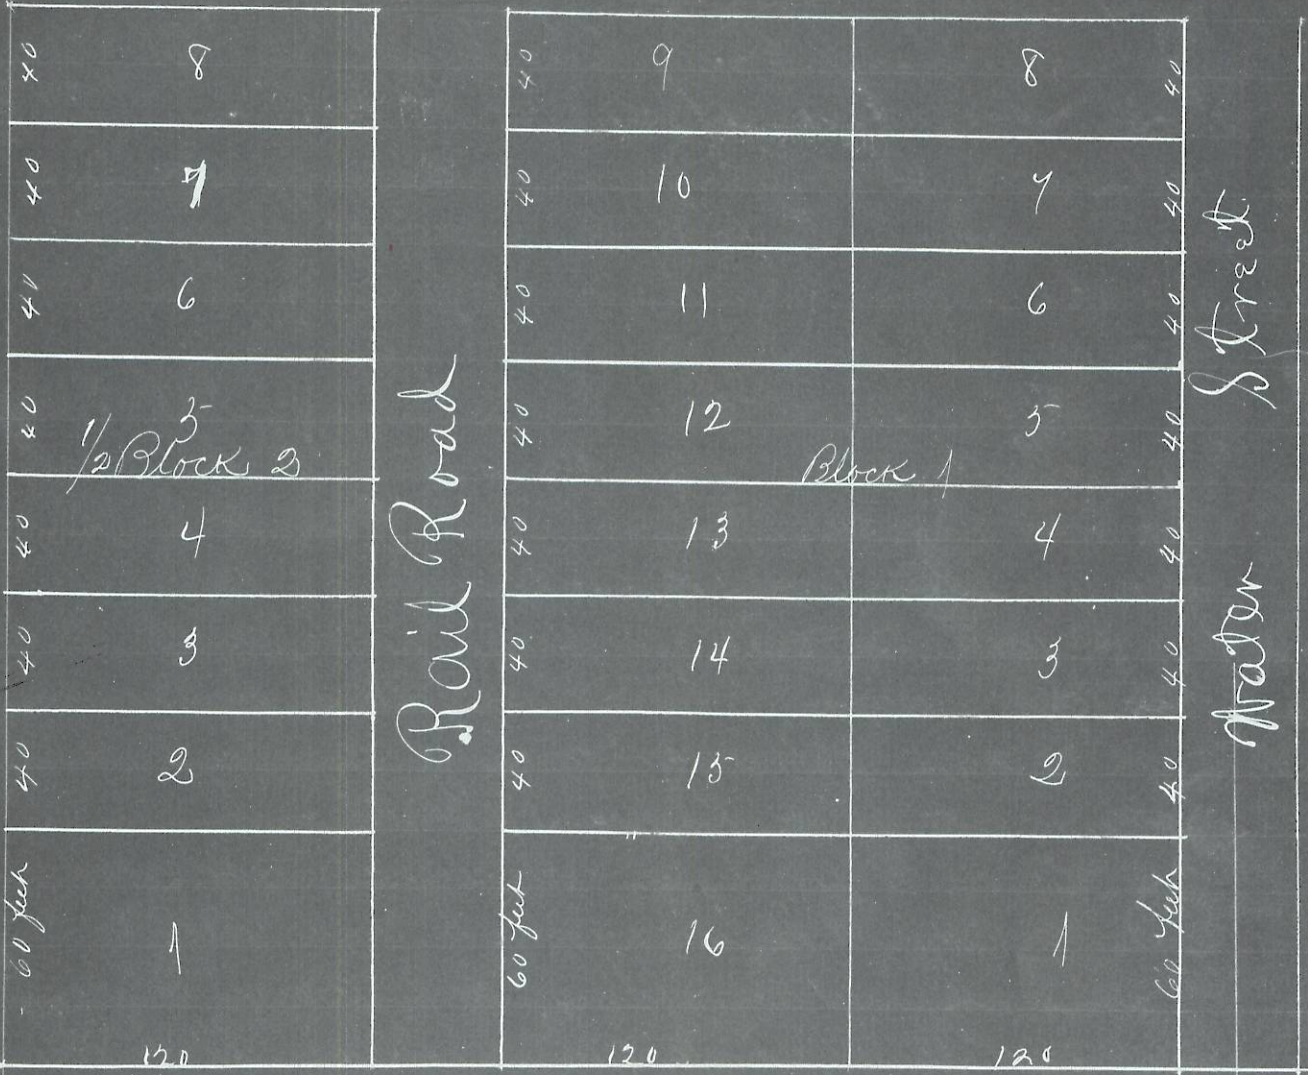 40 8 40 9 8 40
40 7 40 10 7 40
40 6 40 11 6 40
40 5 40 12 5 40
1/2 Block 2 Block 1
40 4 40 13 4 40
40 3 40 14 3 40
40 2 40 15 2 40
60 feet 1 60 feet 16 1 60 feet
120 120 120
Rail Road
Water Street